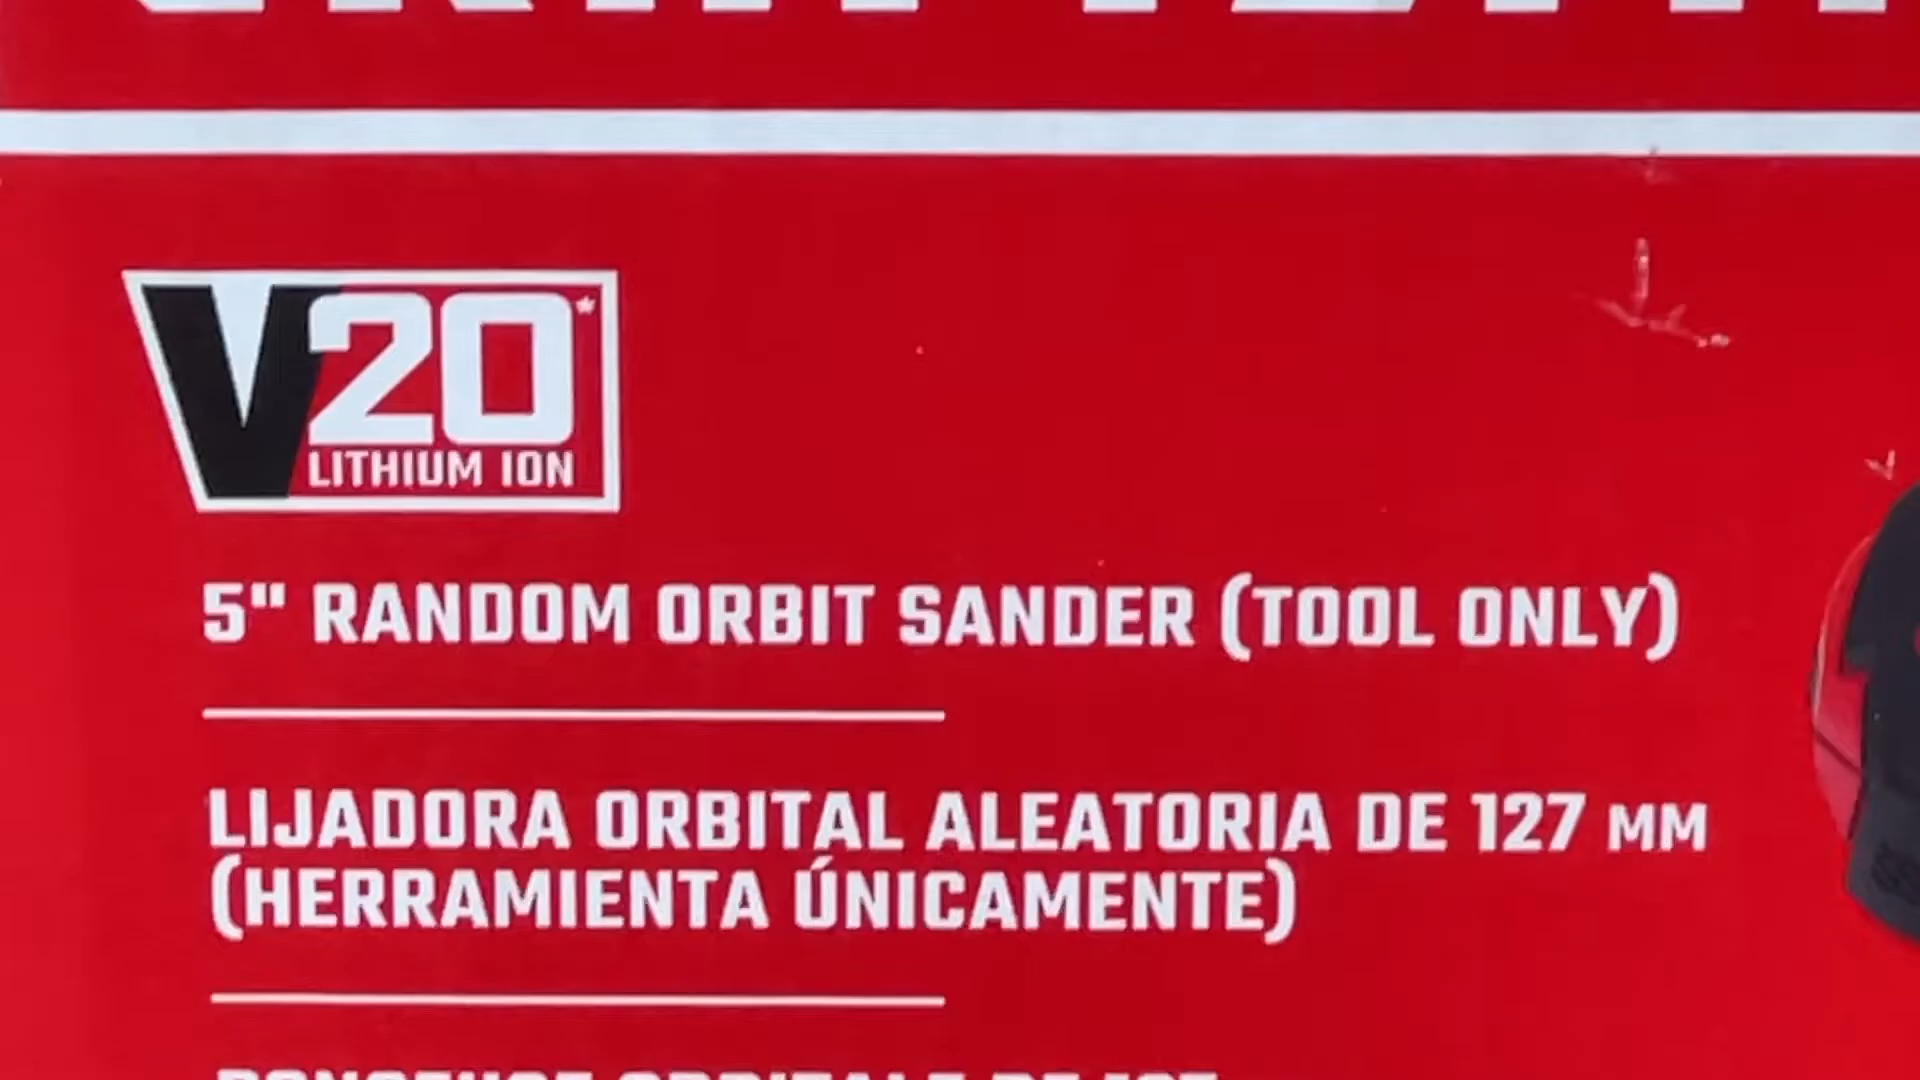 V20*
LITHIUM ION
5" RANDOM ORBIT SANDER (TOOL ONLY)
LIJADORA ORBITAL ALEATORIA DE 127 MM
(HERRAMIENTA ÚNICAMENTE)